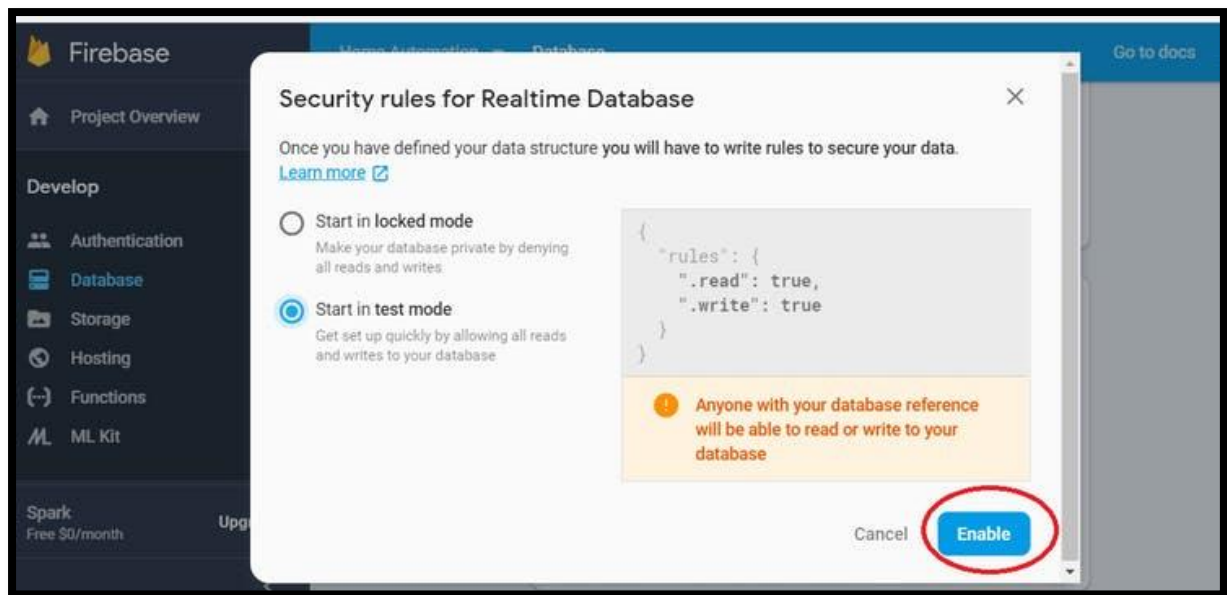 Firebase
Home Automation Database
Go to docs
Project Overview
Develop
Authentication
Database
Storage
Hosting
Functions
ML Kit
Spark
Free $0/month
Upg
Security rules for Realtime Database
Once you have defined your data structure you will have to write rules to secure your data.
Learn more
Start in locked mode
Make your database private by denying
all reads and writes
Start in test mode
Get set up quickly by allowing all reads
and writes to your database
{
"rules": {
".read": true,
".write": true
}
}
Anyone with your database reference
will be able to read or write to your
database
Cancel
Enable